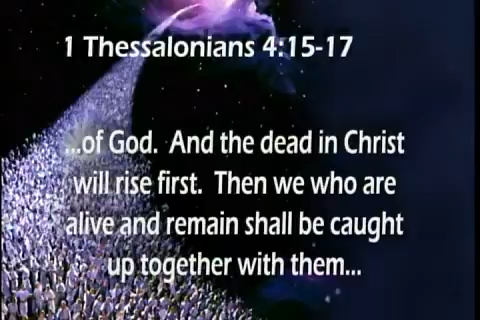 1 Thessalonians 4:15-17
...of God.  And the dead in Christ
will rise first.  Then we who are
alive and remain shall be caught
up together with them...